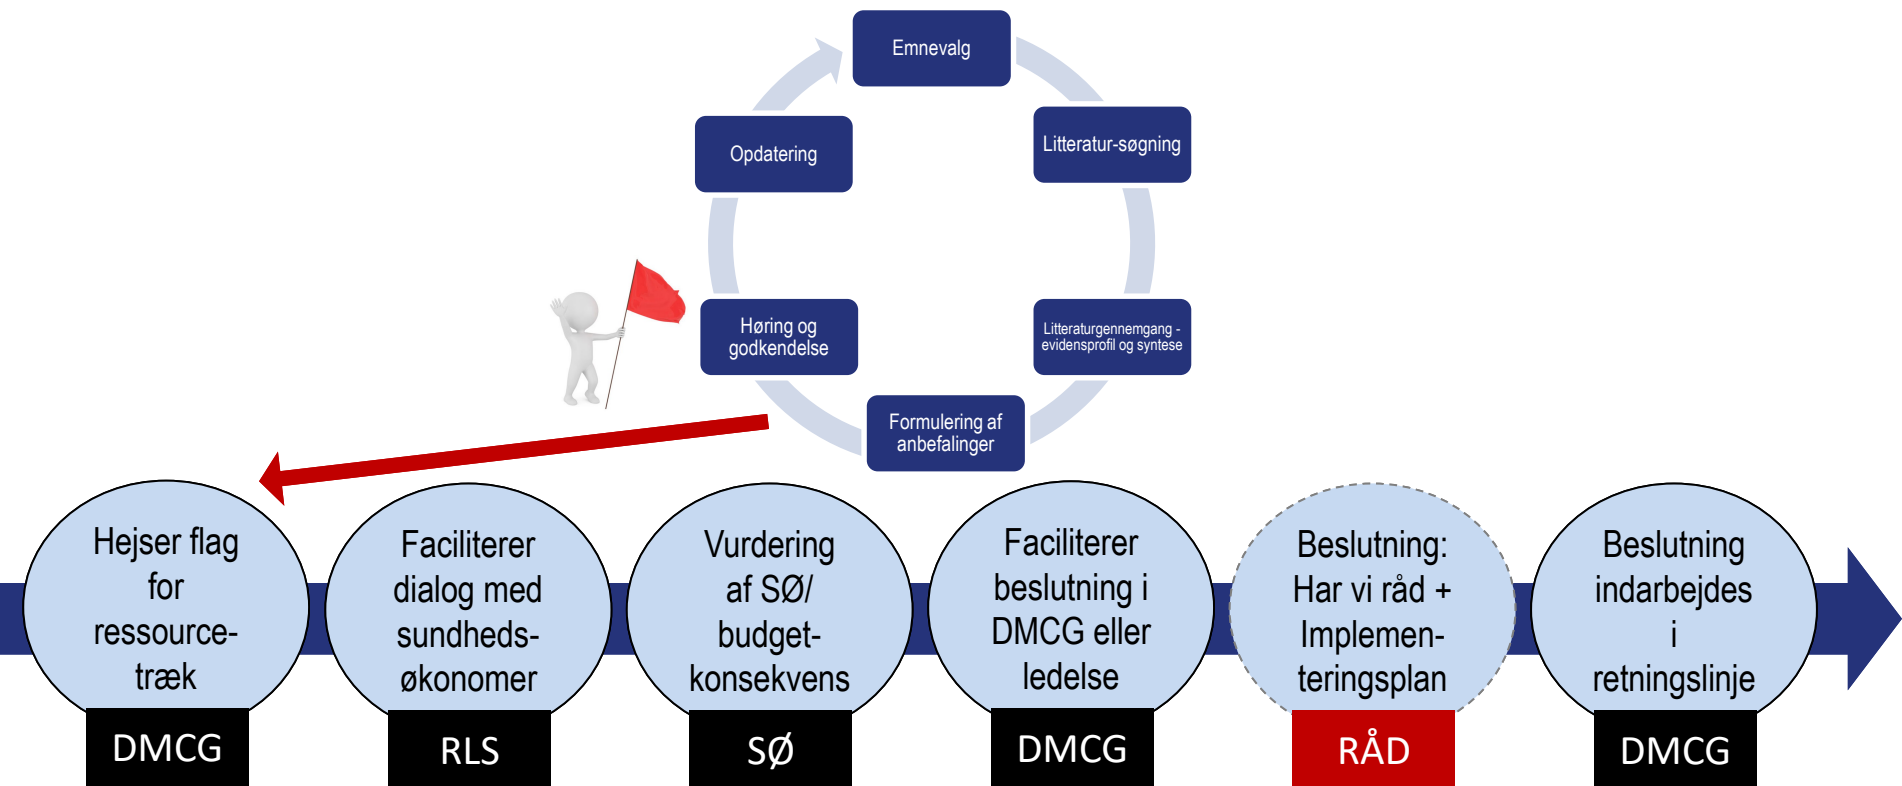 Emnevalg
Litteratur-søgning
Litteraturgennemgang -
evidensprofil og syntese
Formulering af
anbefalinger
Høring og
godkendelse
Opdatering
Hejser flag
for
ressource-
træk
DMCG
Faciliterer
dialog med
sundheds-
økonomer
RLS
Vurdering
af SØ/
budget-
konsekvens
SØ
Faciliterer
beslutning i
DMCG eller
ledelse
DMCG
Beslutning:
Har vi råd +
Implemen-
teringsplan
RÅD
Beslutning
indarbejdes
i
retningslinje
DMCG